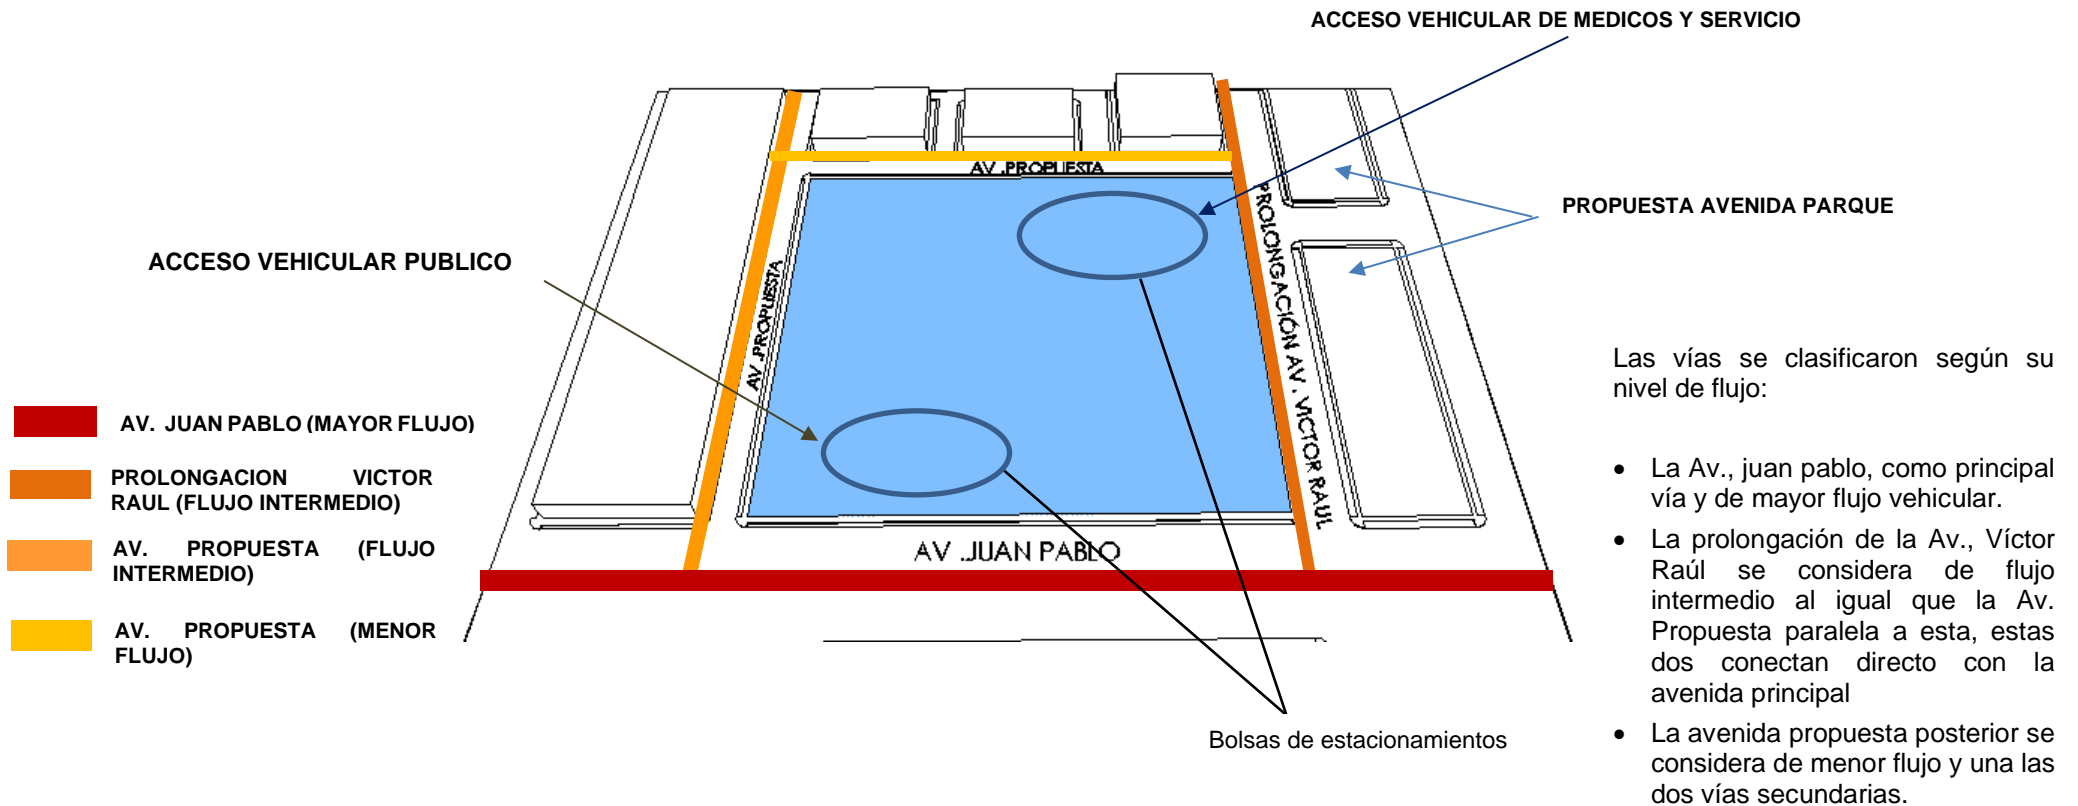 ACCESO VEHICULAR DE MEDICOS Y SERVICIO
AV .PROPUESTA
PROLONGACIÓN AV . VICTOR RAUL
PROPUESTA AVENIDA PARQUE
ACCESO VEHICULAR PUBLICO
AV .PROPUESTA
AV. JUAN PABLO (MAYOR FLUJO)
PROLONGACION VICTOR
RAUL (FLUJO INTERMEDIO)
AV. PROPUESTA (FLUJO
INTERMEDIO)
AV. PROPUESTA (MENOR
FLUJO)
AV .JUAN PABLO
Bolsas de estacionamientos
Las vías se clasificaron según su
nivel de flujo:
• La Av., juan pablo, como principal
vía y de mayor flujo vehicular.
• La prolongación de la Av., Víctor
Raúl se considera de flujo
intermedio al igual que la Av.
Propuesta paralela a esta, estas
dos conectan directo con la
avenida principal
• La avenida propuesta posterior se
considera de menor flujo y una las
dos vías secundarias.